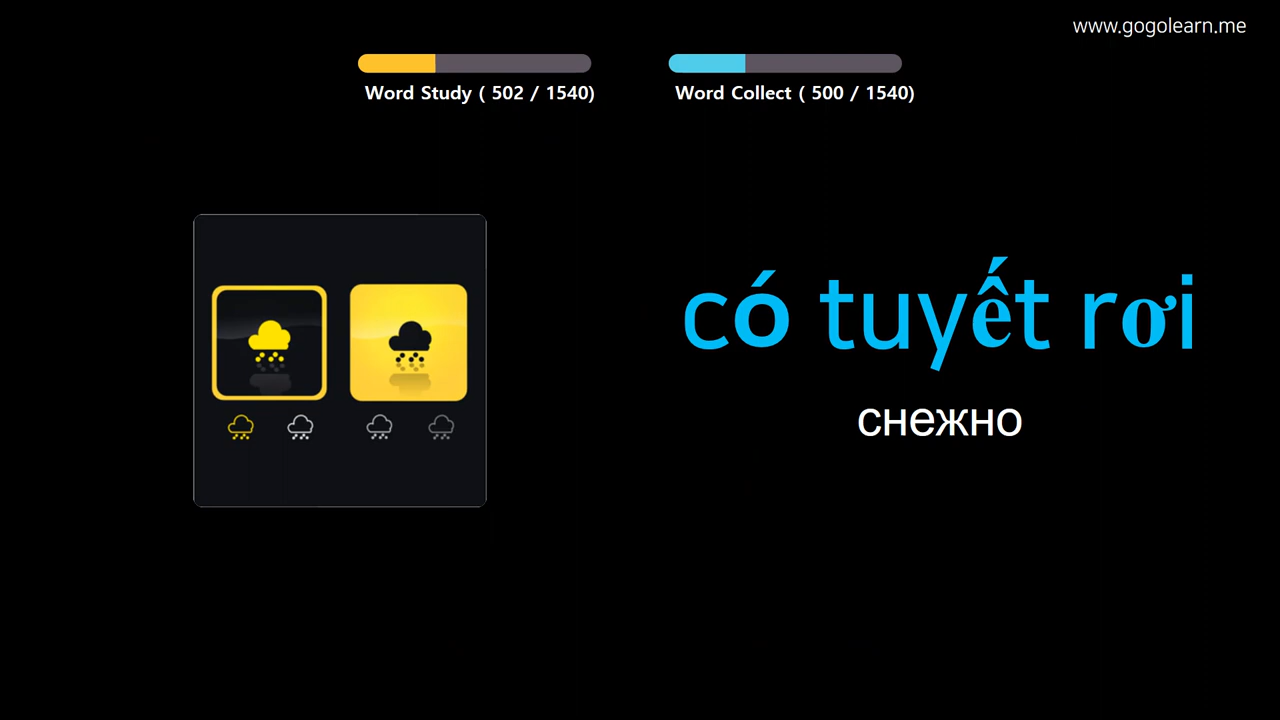 www.gogolearn.me
Word Study ( 502 / 1540)
Word Collect ( 500 / 1540)
có tuyết rơi
снежно